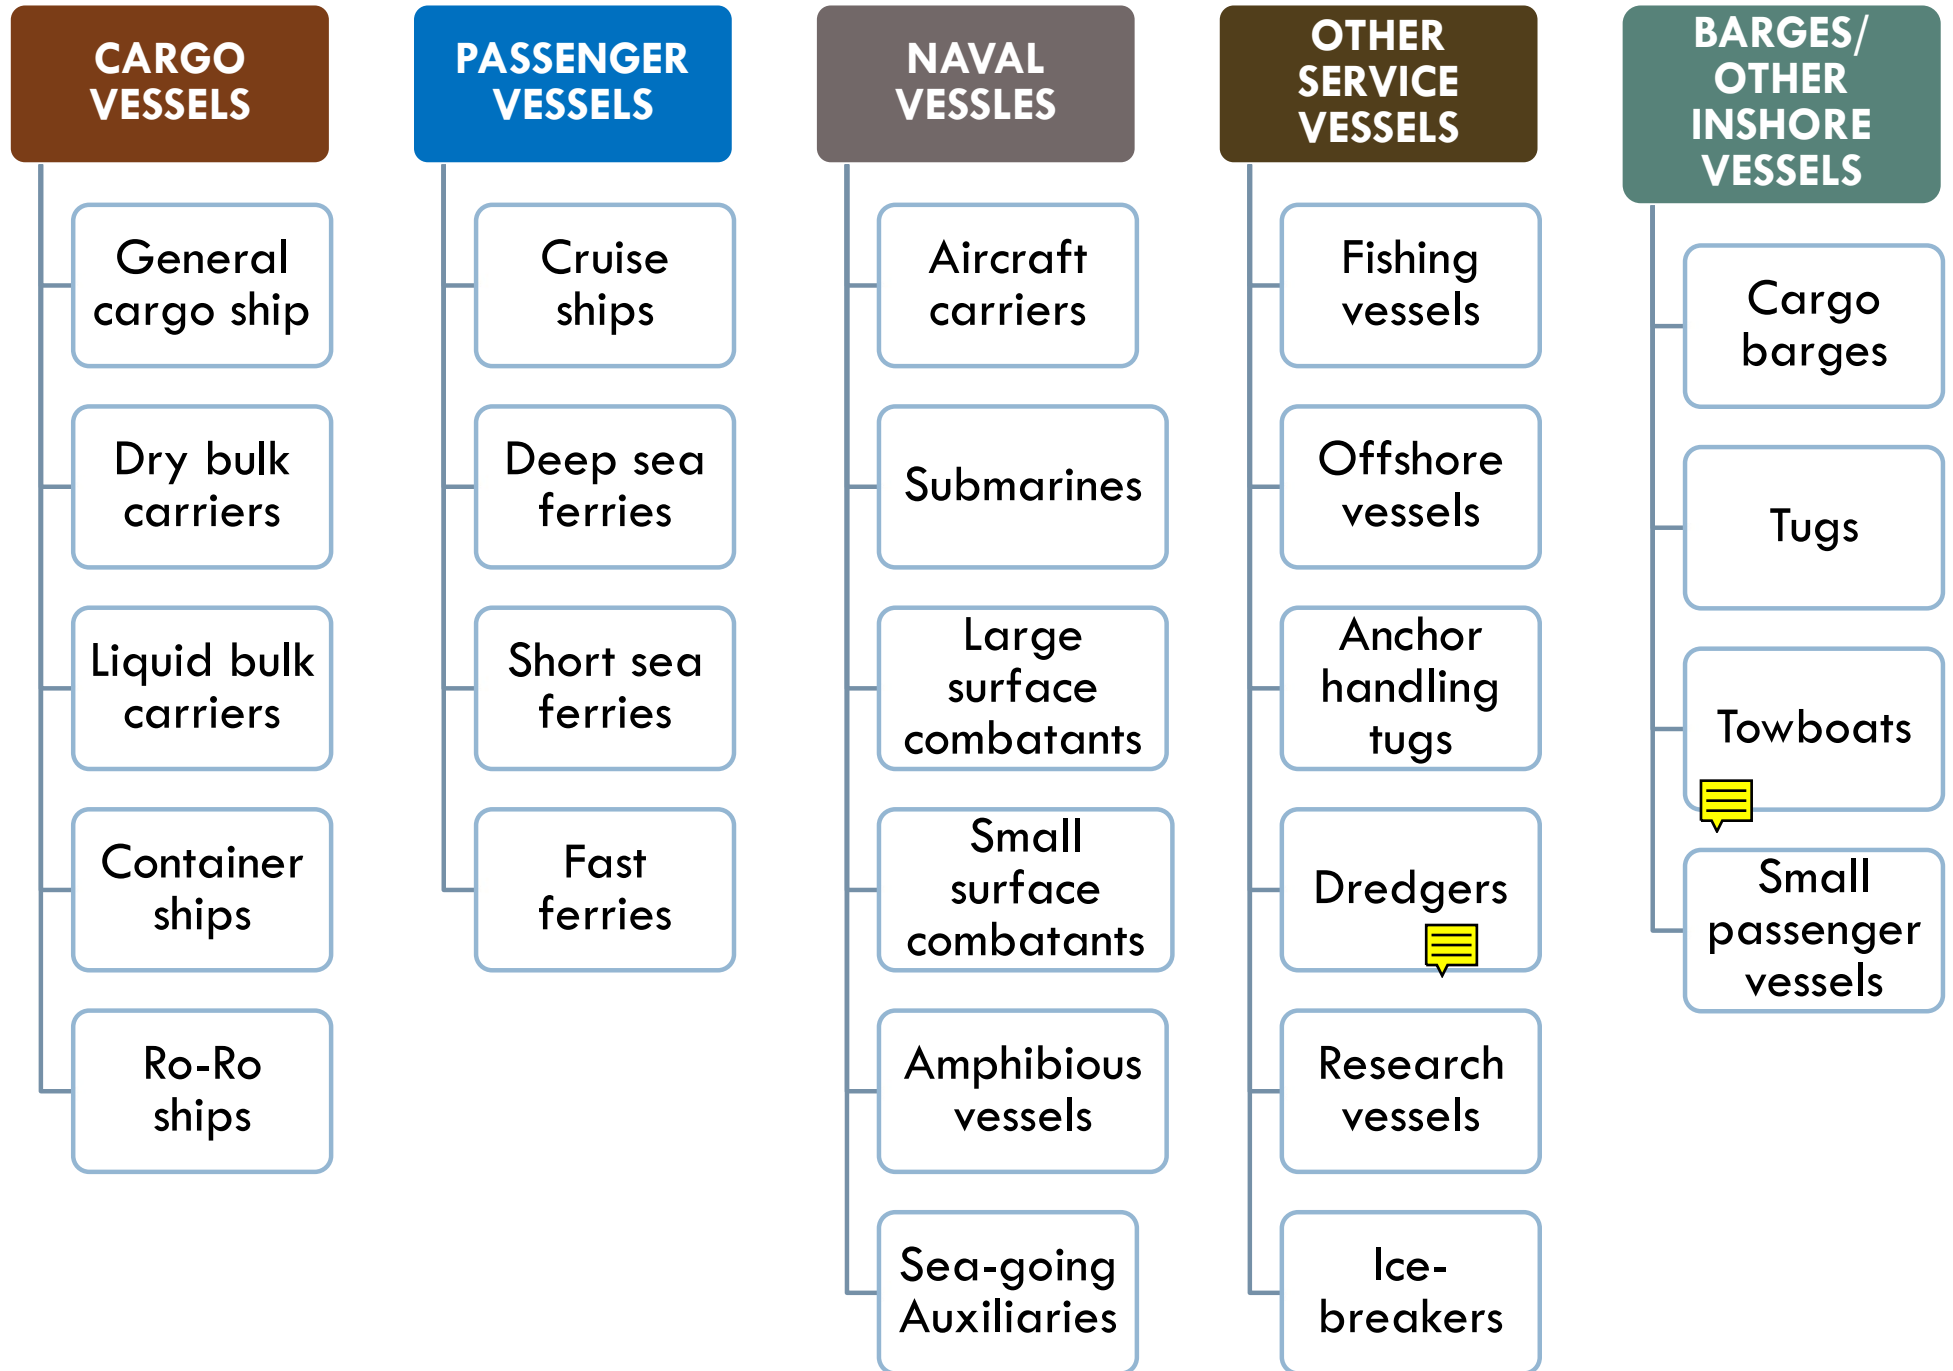 CARGO
VESSELS
General
cargo ship
Dry bulk
carriers
Liquid bulk
carriers
Container
ships
Ro-Ro
ships
PASSENGER
VESSELS
Cruise
ships
Deep sea
ferries
Short sea
ferries
Fast
ferries
NAVAL
VESSLES
Aircraft
carriers
Submarines
Large
surface
combatants
Small
surface
combatants
Amphibious
vessels
Sea-going
Auxiliaries
OTHER
SERVICE
VESSELS
Fishing
vessels
Offshore
vessels
Anchor
handling
tugs
Dredgers
Research
vessels
Ice-
breakers
BARGES/
OTHER
INSHORE
VESSELS
Cargo
barges
Tugs
Towboats
Small
passenger
vessels